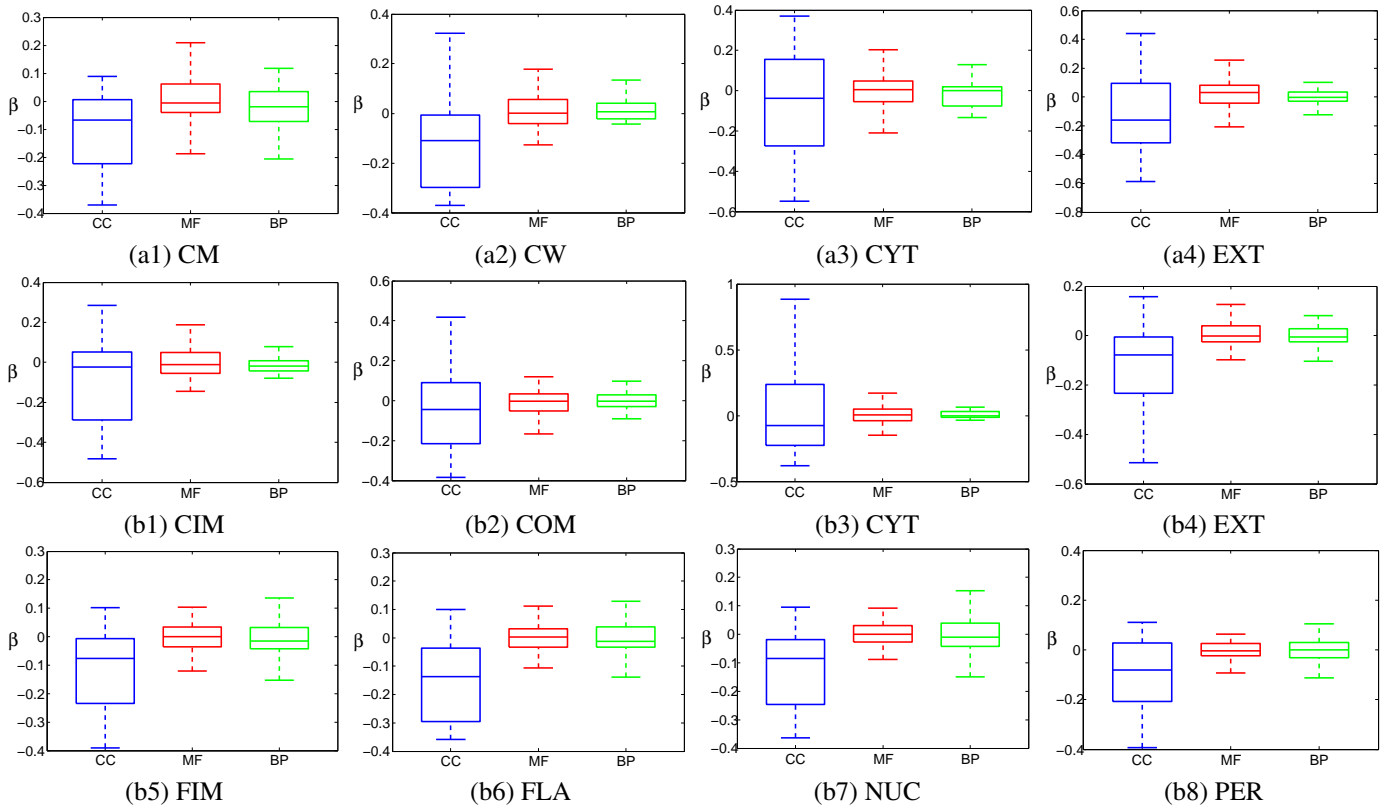 0.3
0.2
0.1
0
−0.1
−0.2
−0.3
−0.4
β
CC MF BP
(a1) CM
0.4
0.2
0
−0.2
−0.4
β
CC MF BP
(a2) CW
0.4
0.2
0
−0.2
−0.4
−0.6
β
CC MF BP
(a3) CYT
0.6
0.4
0.2
0
−0.2
−0.4
−0.6
−0.8
β
CC MF BP
(a4) EXT
0.4
0.2
0
−0.2
−0.4
−0.6
β
CC MF BP
(b1) CIM
0.6
0.4
0.2
0
−0.2
−0.4
β
CC MF BP
(b2) COM
1
0.5
0
−0.5
β
CC MF BP
(b3) CYT
0.2
0
−0.2
−0.4
−0.6
β
CC MF BP
(b4) EXT
0.3
0.2
0.1
0
−0.1
−0.2
−0.3
−0.4
β
CC MF BP
(b5) FIM
0.3
0.2
0.1
0
−0.1
−0.2
−0.3
−0.4
β
CC MF BP
(b6) FLA
0.3
0.2
0.1
0
−0.1
−0.2
−0.3
−0.4
β
CC MF BP
(b7) NUC
0.4
0.2
0
−0.2
−0.4
β
CC MF BP
(b8) PER